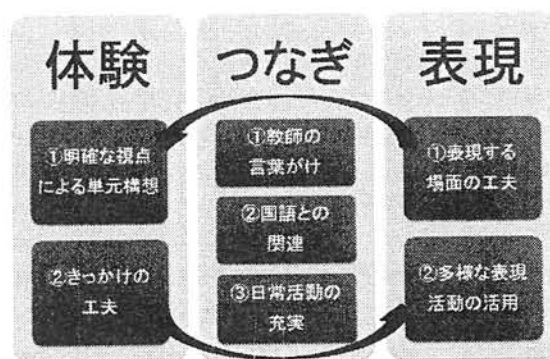 体験
①明確な視点
による単元構想
②きっかけの
工夫
つなぎ
①教師の
言葉がけ
②国語との
関連
③日常活動の
充実
表現
①表現する
場面の工夫
②多様な表現
活動の活用